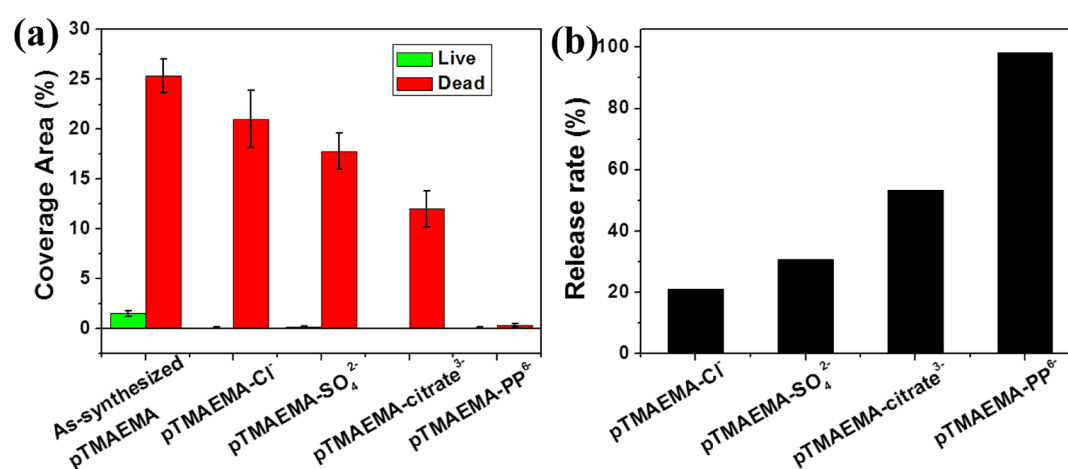 (a)
30
25
20
15
10
5
0
Coverage Area (%)
Live
Dead
As-synthesized
pTMAEMA
pTMAEMA-Cl⁻
pTMAEMA-SO₄²⁻
pTMAEMA-citrate³⁻
pTMAEMA-PP⁶⁻
(b)
100
80
60
40
20
0
Release rate (%)
pTMAEMA-Cl⁻
pTMAEMA-SO₄²⁻
pTMAEMA-citrate³⁻
pTMAEMA-PP⁶⁻